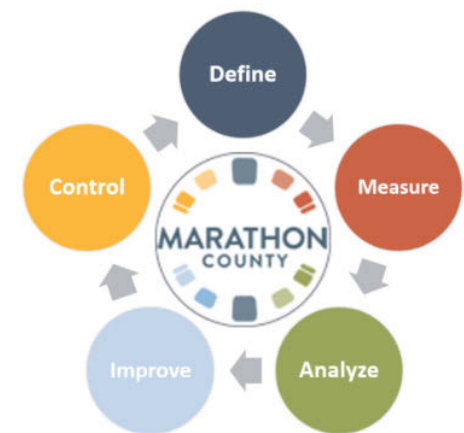 Define
Measure
Analyze
Improve
Control
MARATHON
COUNTY